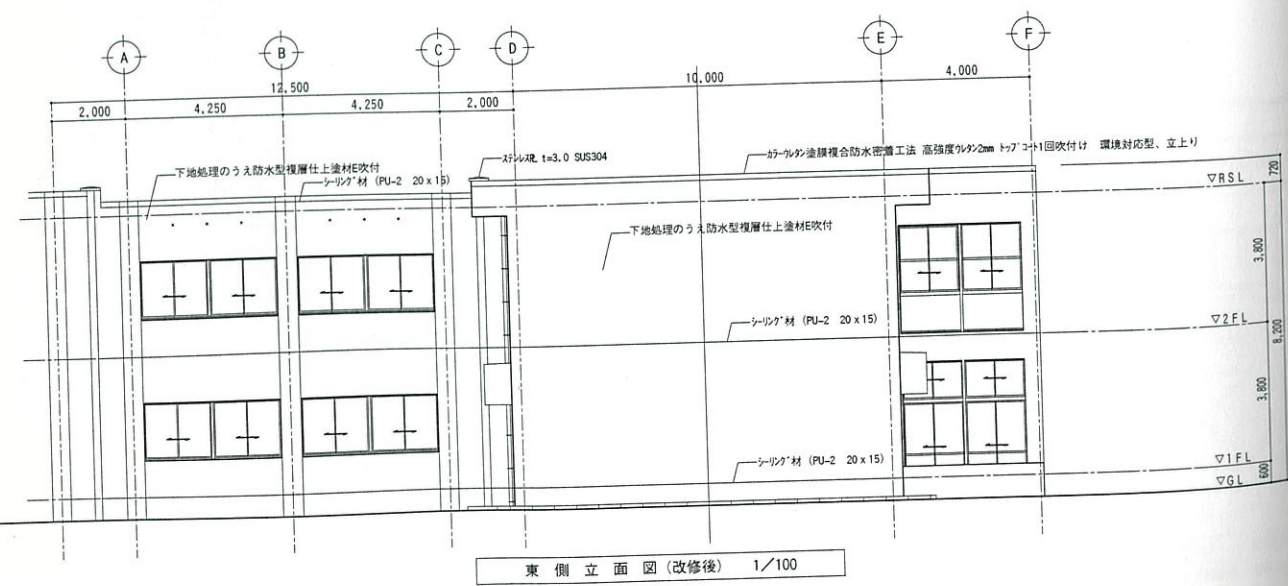 A
B
C
D
E
F
12,500
10,000
4,000
2,000
4,250
4,250
2,000
ステンレスPL t=3.0 SUS304
カラーウレタン塗膜複合防水密着工法 高強度ウレタン2mm トップコート1回吹付け 環境対応型、立上り
下地処理のうえ防水型複層仕上塗材E吹付
シーリング材 (PU-2 20x15)
下地処理のうえ防水型複層仕上塗材E吹付
シーリング材 (PU-2 20x15)
シーリング材 (PU-2 20x15)
▽RSL
▽2FL
▽1FL
▽GL
720
3,800
8,200
3,800
600
東側立面図(改修後) 1/100